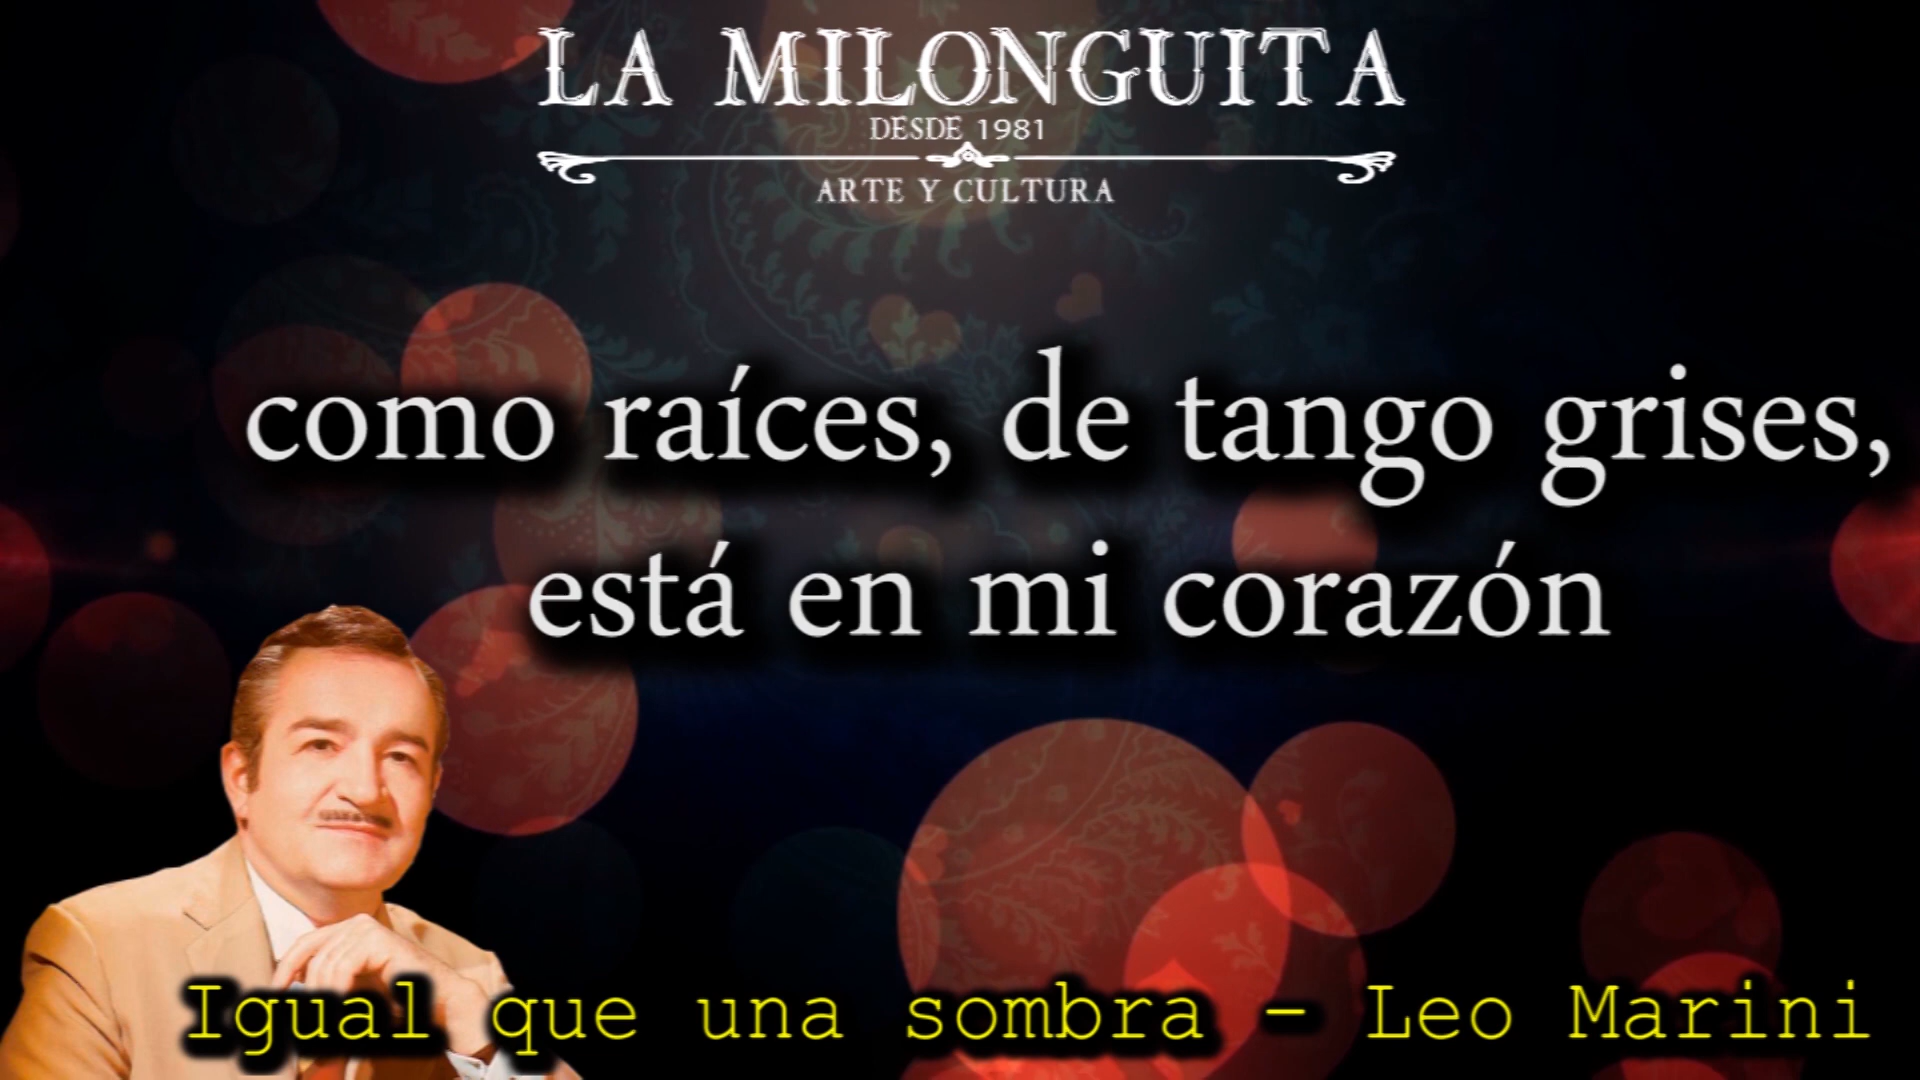 LA MILONGUITA
DESDE 1981
ARTE Y CULTURA
como raíces, de tango grises,
está en mi corazón
Igual que una sombra - Leo Marini